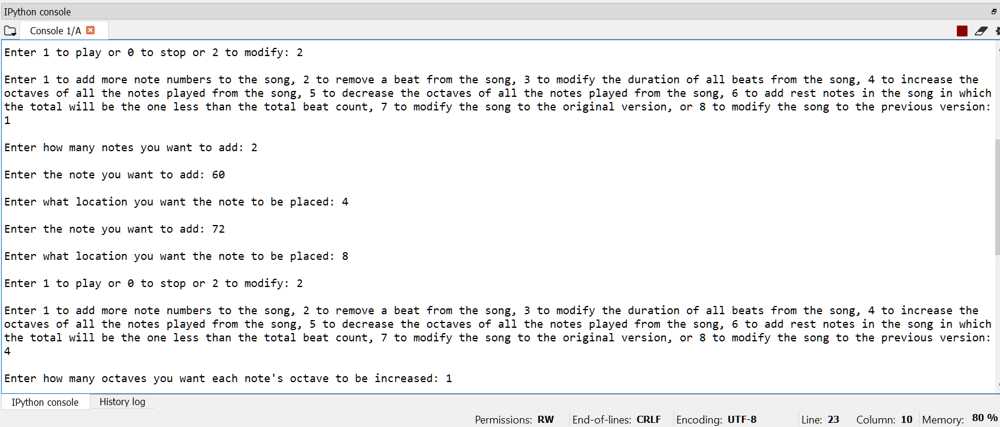 IPython console
Console 1/A
Enter 1 to play or 0 to stop or 2 to modify: 2
Enter 1 to add more note numbers to the song, 2 to remove a beat from the song, 3 to modify the duration of all beats from the song, 4 to increase the
octaves of all the notes played from the song, 5 to decrease the octaves of all the notes played from the song, 6 to add rest notes in the song in which
the total will be the one less than the total beat count, 7 to modify the song to the original version, or 8 to modify the song to the previous version:
1
Enter how many notes you want to add: 2
Enter the note you want to add: 60
Enter what location you want the note to be placed: 4
Enter the note you want to add: 72
Enter what location you want the note to be placed: 8
Enter 1 to play or 0 to stop or 2 to modify: 2
Enter 1 to add more note numbers to the song, 2 to remove a beat from the song, 3 to modify the duration of all beats from the song, 4 to increase the
octaves of all the notes played from the song, 5 to decrease the octaves of all the notes played from the song, 6 to add rest notes in the song in which
the total will be the one less than the total beat count, 7 to modify the song to the original version, or 8 to modify the song to the previous version:
4
Enter how many octaves you want each note's octave to be increased: 1
IPython console History log
Permissions: RW End-of-lines: CRLF Encoding: UTF-8 Line: 23 Column: 10 Memory: 80 %